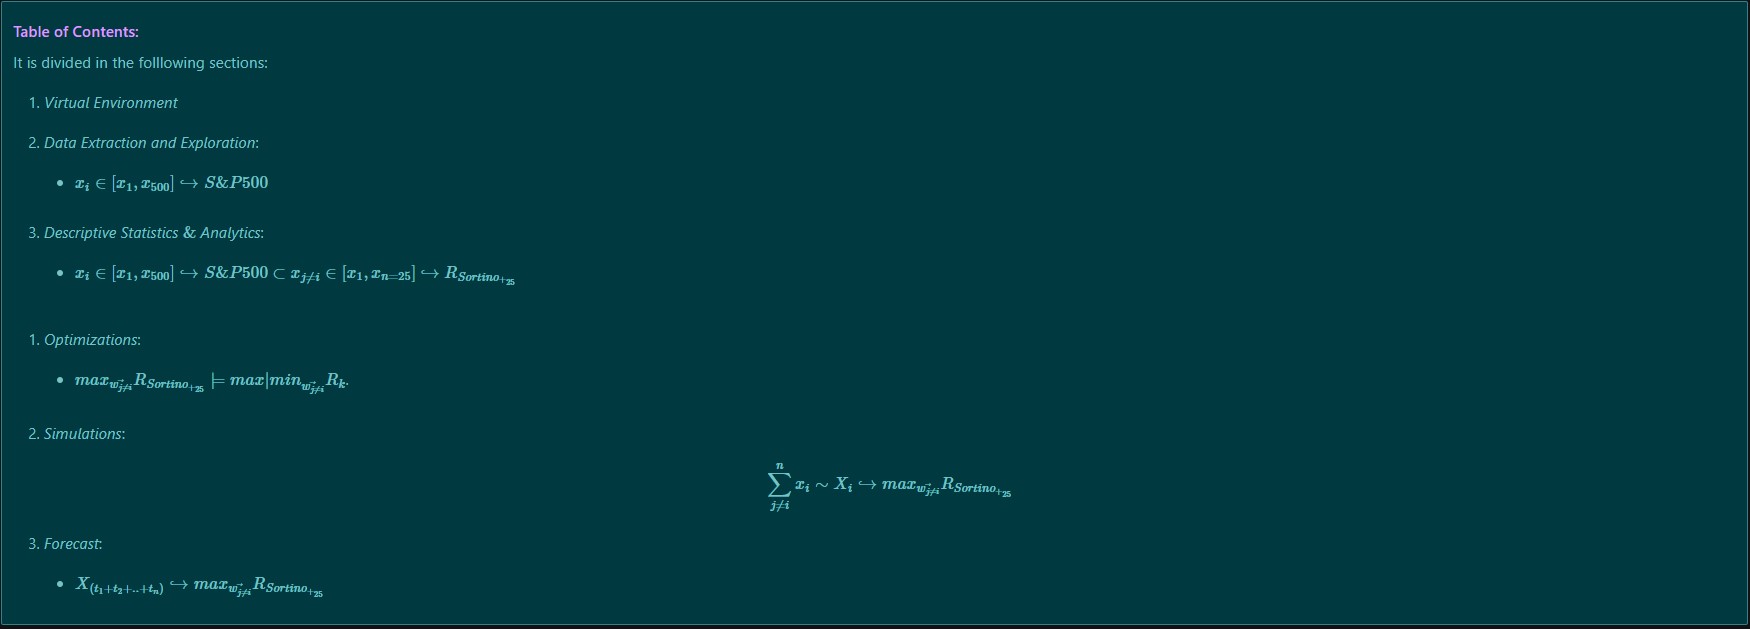 Table of Contents:
It is divided in the folllowing sections:
1. Virtual Environment
2. Data Extraction and Exploration:
• $x_i \in [x_1, x_{500}] \hookrightarrow S\&P500$
3. Descriptive Statistics & Analytics:
• $x_i \in [x_1, x_{500}] \hookrightarrow S\&P500 \subset x_{j \neq i} \in [x_1, x_{n=25}] \hookrightarrow R_{Sortino_{+_{25}}}$
1. Optimizations:
• $max_{\vec{w_{j \neq i}}} R_{Sortino_{+_{25}}} \models max|min_{\vec{w_{j \neq i}}} R_k.$
2. Simulations:
$\sum_{j \neq i}^{n} x_i \sim X_i \hookrightarrow max_{\vec{w_{j \neq i}}} R_{Sortino_{+_{25}}}$
3. Forecast:
• $X_{(t_1+t_2+..+t_n)} \hookrightarrow max_{\vec{w_{j \neq i}}} R_{Sortino_{+_{25}}}$